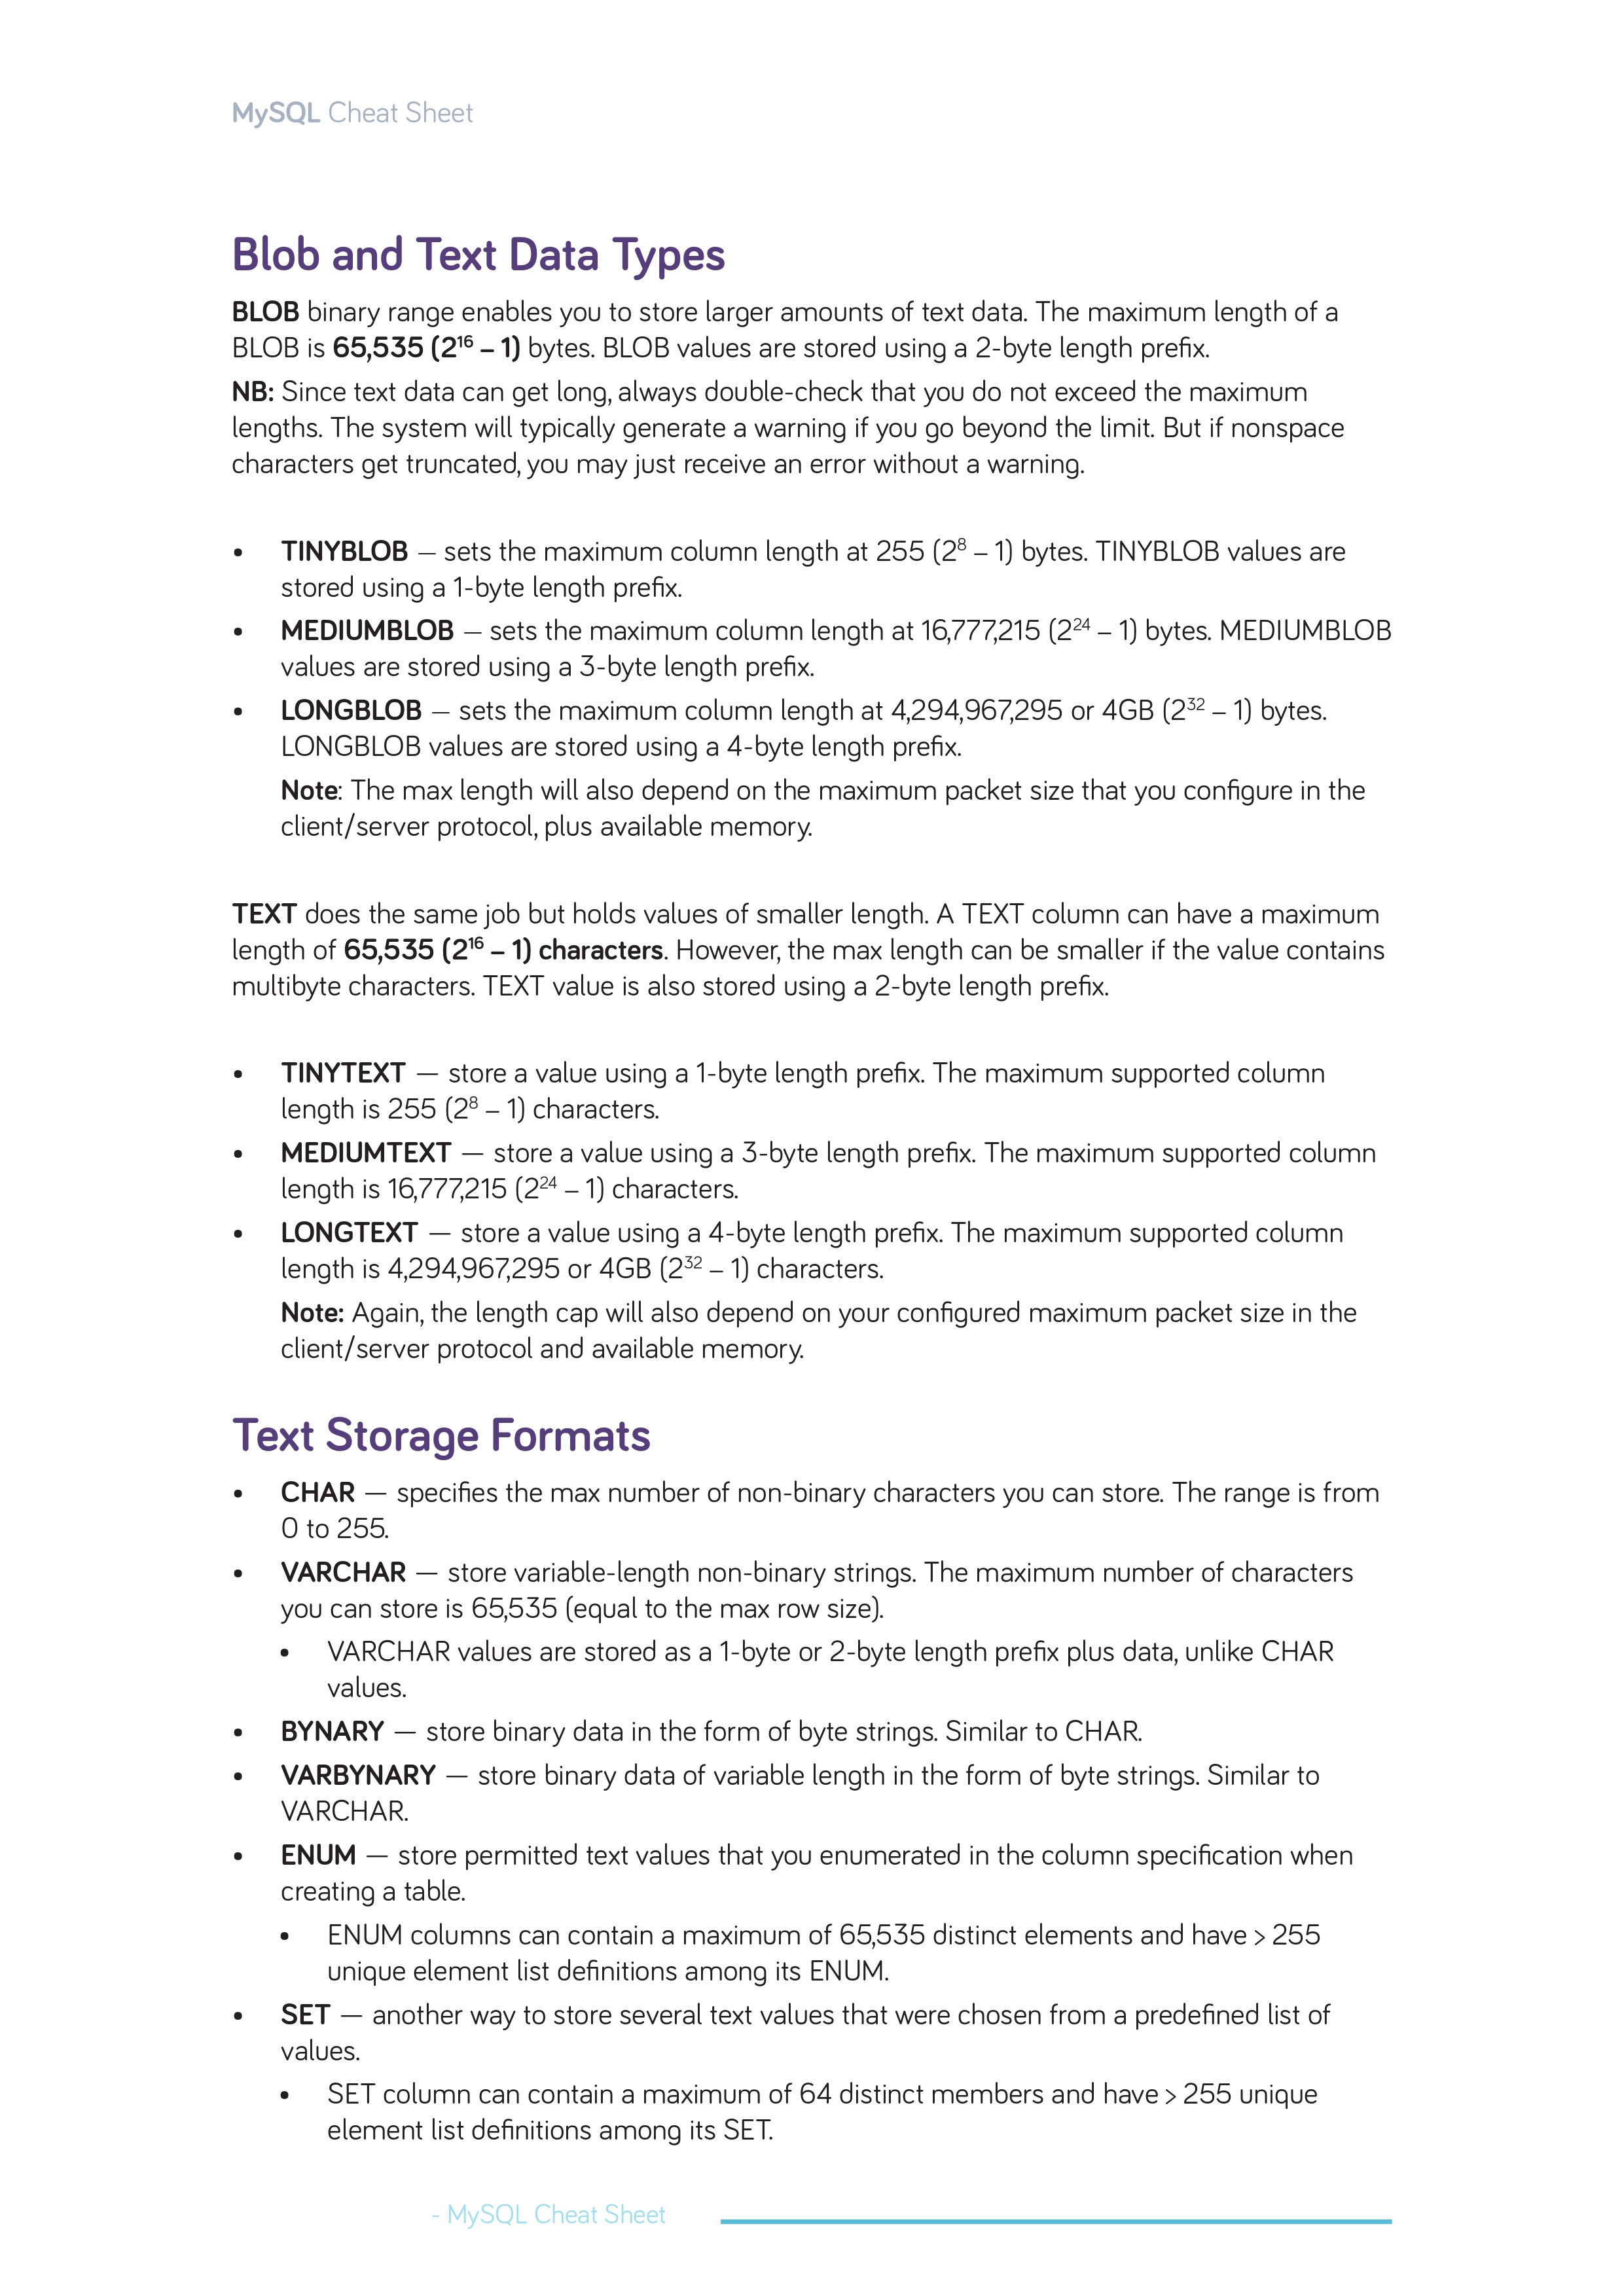 MySQL Cheat Sheet
Blob and Text Data Types
BLOB binary range enables you to store larger amounts of text data. The maximum length of a
BLOB is 65,535 (2¹⁶ – 1) bytes. BLOB values are stored using a 2-byte length prefix.
NB: Since text data can get long, always double-check that you do not exceed the maximum
lengths. The system will typically generate a warning if you go beyond the limit. But if nonspace
characters get truncated, you may just receive an error without a warning.
• TINYBLOB — sets the maximum column length at 255 (2⁸ – 1) bytes. TINYBLOB values are
stored using a 1-byte length prefix.
• MEDIUMBLOB — sets the maximum column length at 16,777,215 (2²⁴ – 1) bytes. MEDIUMBLOB
values are stored using a 3-byte length prefix.
• LONGBLOB — sets the maximum column length at 4,294,967,295 or 4GB (2³² – 1) bytes.
LONGBLOB values are stored using a 4-byte length prefix.
Note: The max length will also depend on the maximum packet size that you configure in the
client/server protocol, plus available memory.
TEXT does the same job but holds values of smaller length. A TEXT column can have a maximum
length of 65,535 (2¹⁶ – 1) characters. However, the max length can be smaller if the value contains
multibyte characters. TEXT value is also stored using a 2-byte length prefix.
• TINYTEXT — store a value using a 1-byte length prefix. The maximum supported column
length is 255 (2⁸ – 1) characters.
• MEDIUMTEXT — store a value using a 3-byte length prefix. The maximum supported column
length is 16,777,215 (2²⁴ – 1) characters.
• LONGTEXT — store a value using a 4-byte length prefix. The maximum supported column
length is 4,294,967,295 or 4GB (2³² – 1) characters.
Note: Again, the length cap will also depend on your configured maximum packet size in the
client/server protocol and available memory.
Text Storage Formats
• CHAR — specifies the max number of non-binary characters you can store. The range is from
0 to 255.
• VARCHAR — store variable-length non-binary strings. The maximum number of characters
you can store is 65,535 (equal to the max row size).
• VARCHAR values are stored as a 1-byte or 2-byte length prefix plus data, unlike CHAR
values.
• BYNARY — store binary data in the form of byte strings. Similar to CHAR.
• VARBYNARY — store binary data of variable length in the form of byte strings. Similar to
VARCHAR.
• ENUM — store permitted text values that you enumerated in the column specification when
creating a table.
• ENUM columns can contain a maximum of 65,535 distinct elements and have > 255
unique element list definitions among its ENUM.
• SET — another way to store several text values that were chosen from a predefined list of
values.
• SET column can contain a maximum of 64 distinct members and have > 255 unique
element list definitions among its SET.
- MySQL Cheat Sheet